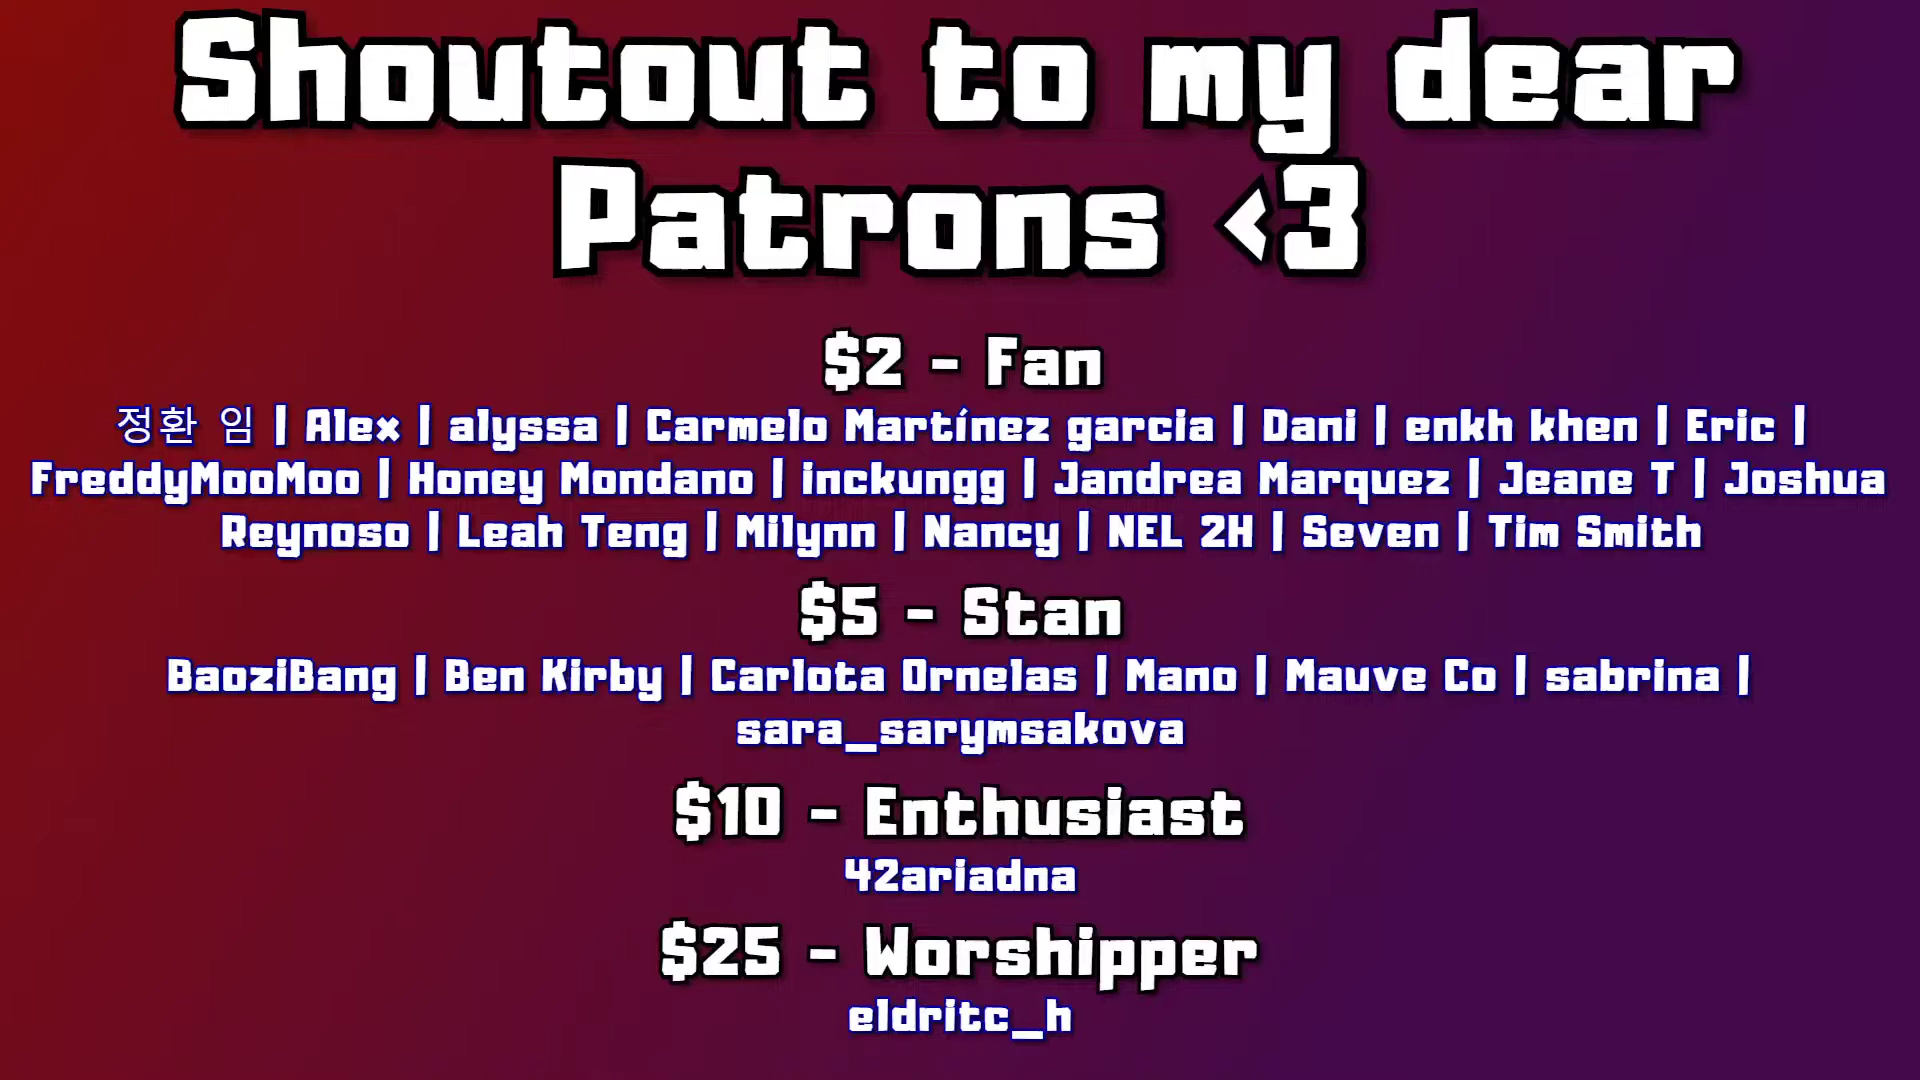 Shoutout to my dear
Patrons <3
$2 - Fan
정환 임 | Alex | alyssa | Carmelo Martínez garcia | Dani | enkh khen | Eric |
FreddyMooMoo | Honey Mondano | inckungg | Jandrea Marquez | Jeane T | Joshua
Reynoso | Leah Teng | Milynn | Nancy | NEL 2H | Seven | Tim Smith
$5 - Stan
BaoziBang | Ben Kirby | Carlota Ornelas | Mano | Mauve Co | sabrina |
sara_sarymsakova
$10 - Enthusiast
42ariadna
$25 - Worshipper
eldritc_h